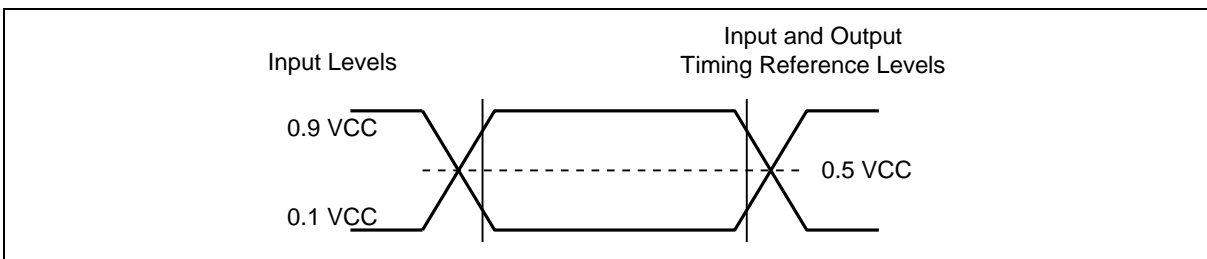 Input Levels
Input and Output
Timing Reference Levels
0.9 VCC
0.5 VCC
0.1 VCC